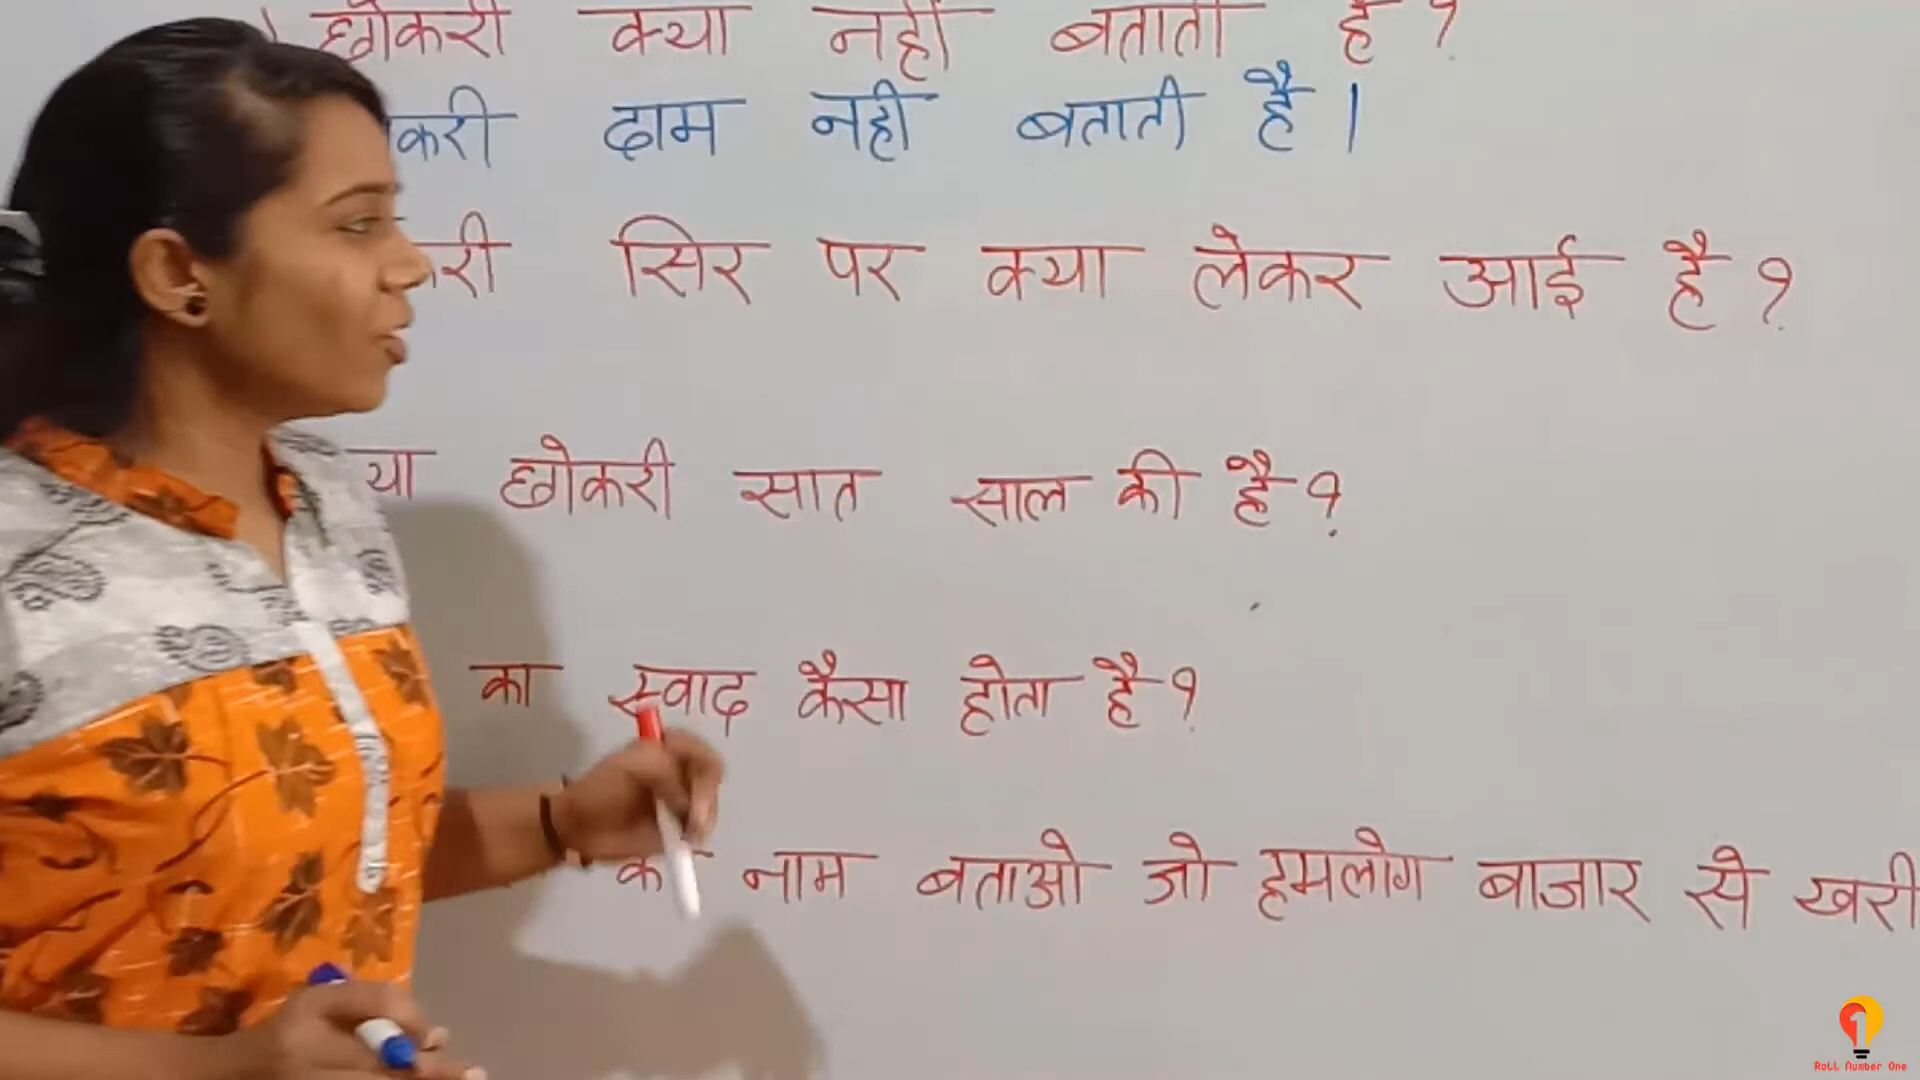 छोकरी क्या नहीं बताती है?
करी दाम नही बताती है।
री सिर पर क्या लेकर आई है?
या छोकरी सात साल की है?
का स्वाद कैसा होता है?
के नाम बताओ जो हमलोग बाजार से खरी
Roll Number One